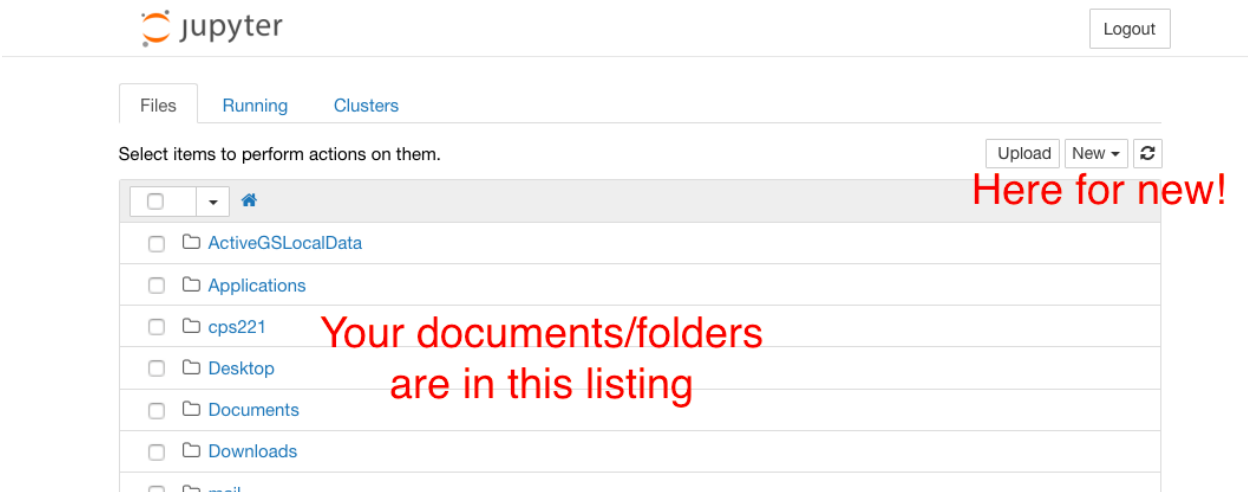 jupyter
Logout
Files Running Clusters
Select items to perform actions on them.
Upload New
Here for new!
ActiveGSLocalData
Applications
cps221
Your documents/folders
are in this listing
Desktop
Documents
Downloads